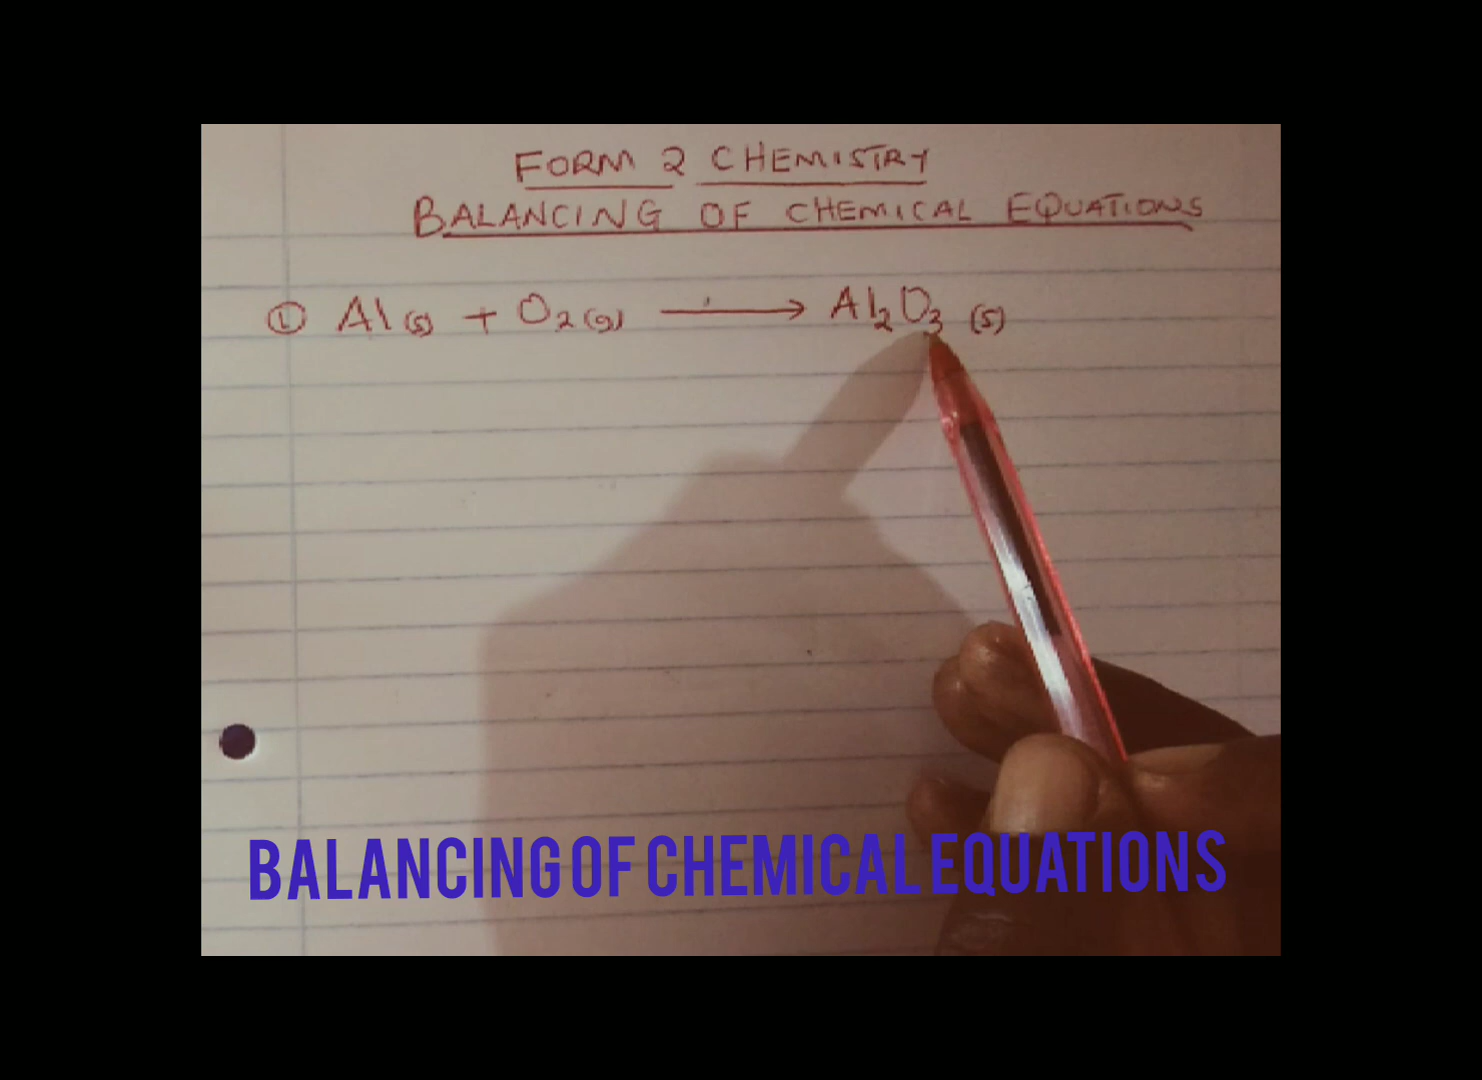 FORM 2 CHEMISTRY
BALANCING OF CHEMICAL EQUATIONS
① Al(s) + O₂(g) ⟶ Al₂O₃ (s)
BALANCING OF CHEMICAL EQUATIONS